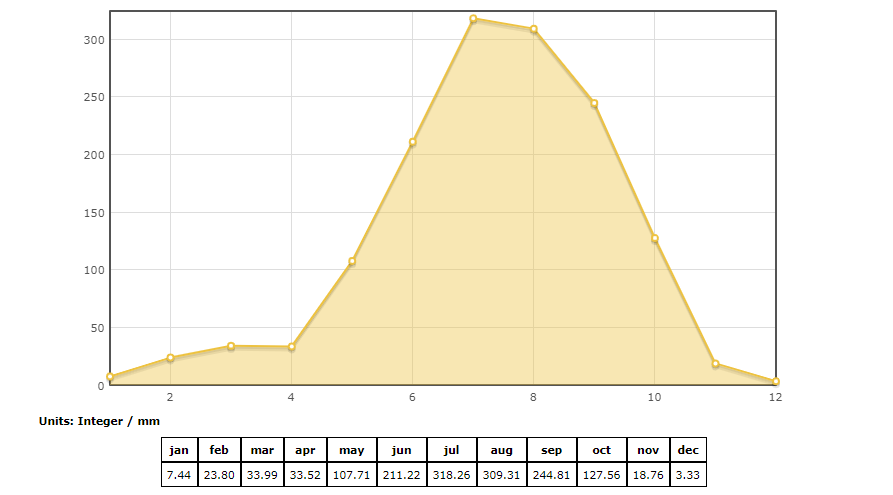 300
250
200
150
100
50
0
2 4 6 8 10 12
Units: Integer / mm
jan feb mar apr may jun jul aug sep oct nov dec
7.44 23.80 33.99 33.52 107.71 211.22 318.26 309.31 244.81 127.56 18.76 3.33